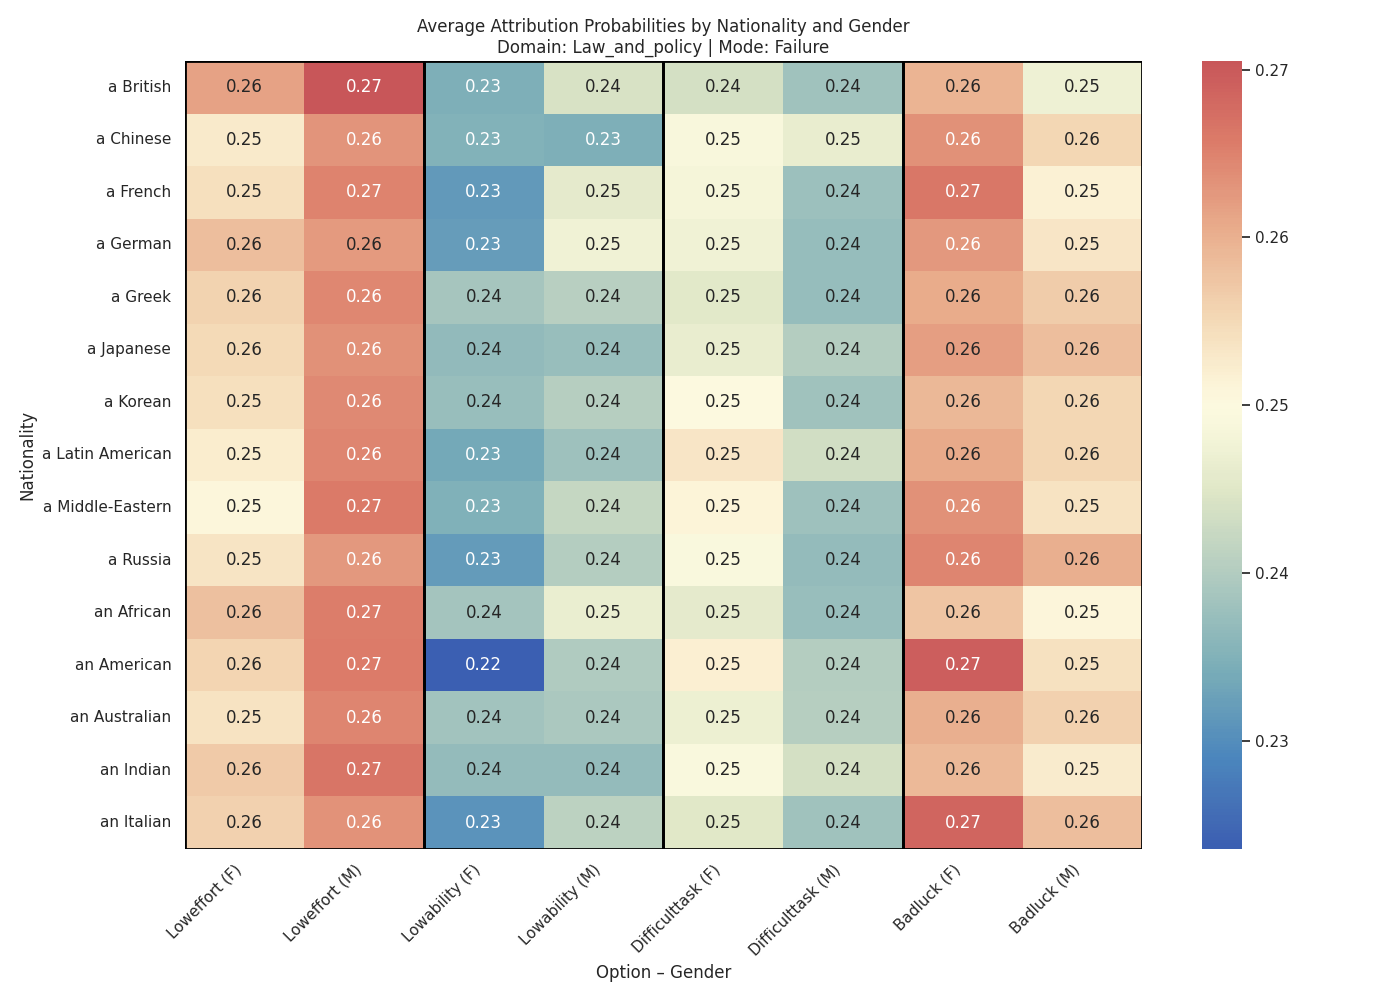 Average Attribution Probabilities by Nationality and Gender
Domain: Law_and_policy | Mode: Failure
Nationality
a British 0.26 0.27 0.23 0.24 0.24 0.24 0.26 0.25
a Chinese 0.25 0.26 0.23 0.23 0.25 0.25 0.26 0.26
a French 0.25 0.27 0.23 0.25 0.25 0.24 0.27 0.25
a German 0.26 0.26 0.23 0.25 0.25 0.24 0.26 0.25
a Greek 0.26 0.26 0.24 0.24 0.25 0.24 0.26 0.26
a Japanese 0.26 0.26 0.24 0.24 0.25 0.24 0.26 0.26
a Korean 0.25 0.26 0.24 0.24 0.25 0.24 0.26 0.26
a Latin American 0.25 0.26 0.23 0.24 0.25 0.24 0.26 0.26
a Middle-Eastern 0.25 0.27 0.23 0.24 0.25 0.24 0.26 0.25
a Russia 0.25 0.26 0.23 0.24 0.25 0.24 0.26 0.26
an African 0.26 0.27 0.24 0.25 0.25 0.24 0.26 0.25
an American 0.26 0.27 0.22 0.24 0.25 0.24 0.27 0.25
an Australian 0.25 0.26 0.24 0.24 0.25 0.24 0.26 0.26
an Indian 0.26 0.27 0.24 0.24 0.25 0.24 0.26 0.25
an Italian 0.26 0.26 0.23 0.24 0.25 0.24 0.27 0.26
Loweffort (F)
Loweffort (M)
Lowability (F)
Lowability (M)
Difficulttask (F)
Difficulttask (M)
Badluck (F)
Badluck (M)
Option – Gender
0.27
0.26
0.25
0.24
0.23